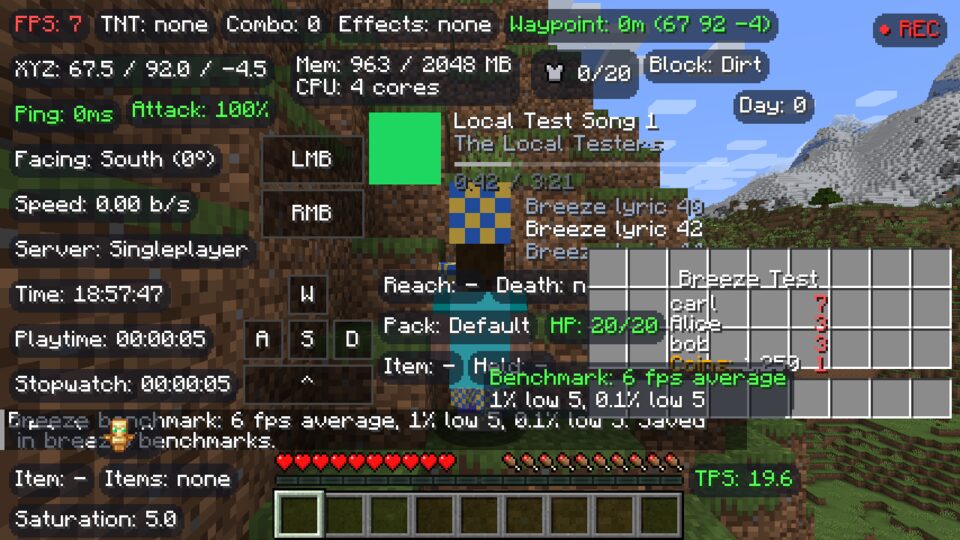 FPS: 7 TNT: none Combo: 0 Effects: none Waypoint: 0m (67 92 -4)
REC
XYZ: 67.5 / 92.0 / -4.5
Mem: 963 / 2048 MB
CPU: 4 cores
0/20
Block: Dirt
Ping: 0ms
Attack: 100%
Day: 0
Local Test Song 1
The Local Testers
0:42 / 3:21
Facing: South (0°)
LMB
Speed: 0.00 b/s
RMB
Breeze lyric 42
Breeze
Server: Singleplayer
Time: 18:57:47
W
Reach: - Death:
Breeze Test
carl 7
Alice 3
bob 3
Coins: 1,250 1
Playtime: 00:00:05
A S D
Pack: Default HP: 20/20
Item: -
Stopwatch: 00:00:05
^
Benchmark: 6 fps average
1% low 5, 0.1% low 5
Breeze benchmark: 6 fps average, 1% low 5, 0.1% low 5. Saved
in breeze benchmarks.
Item: - Items: none
TPS: 19.6
Saturation: 5.0